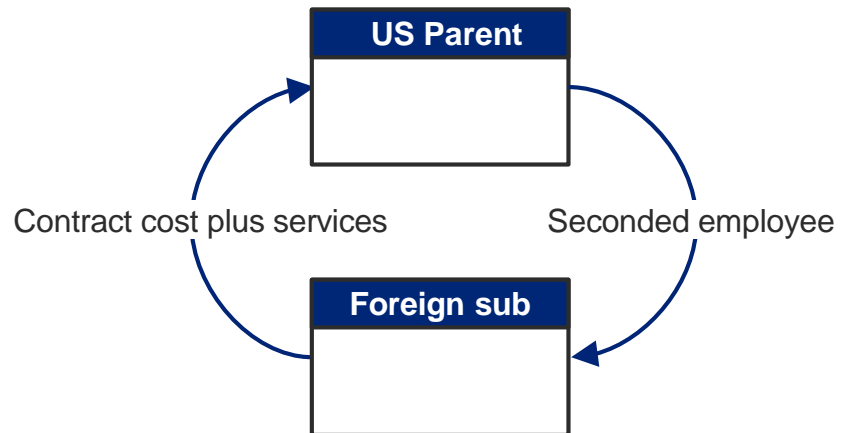 US Parent
Contract cost plus services
Seconded employee
Foreign sub